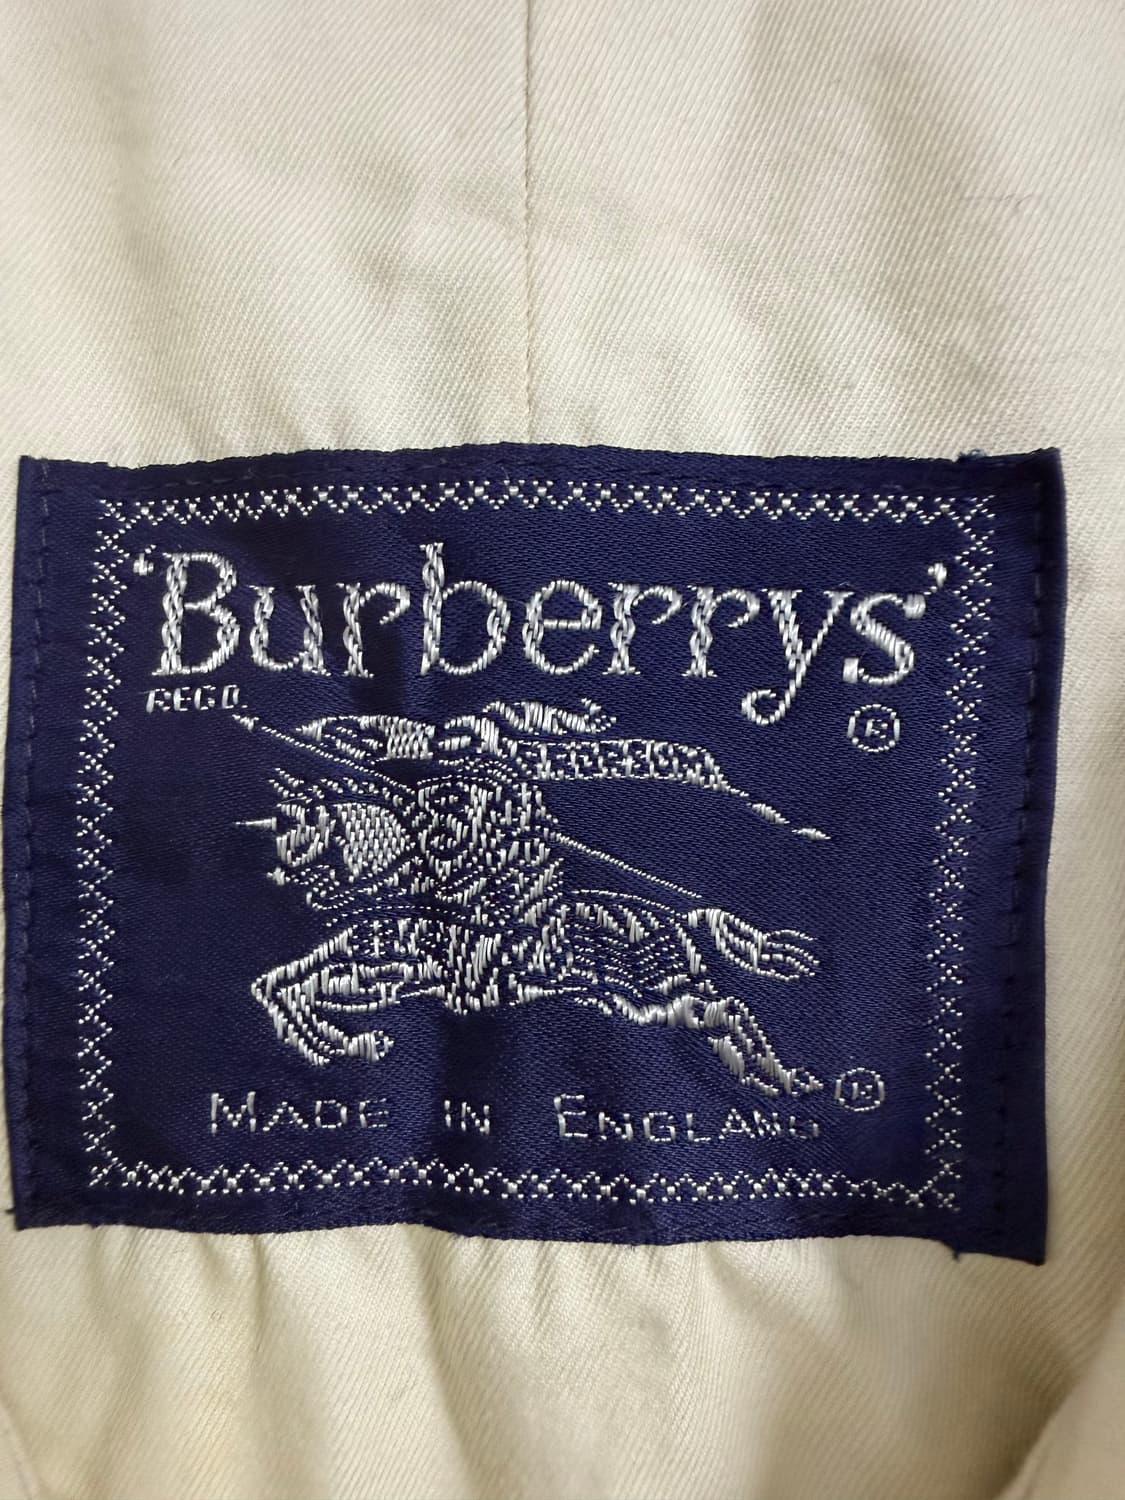 'Burberrys'
REGD. ®
®
MADE IN ENGLAND